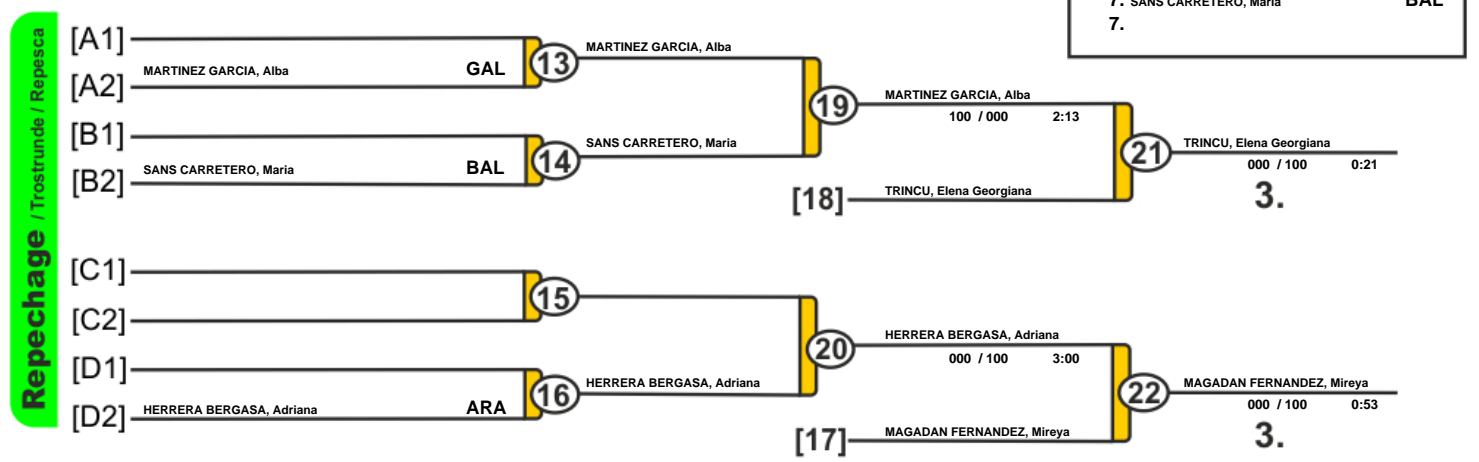 7. SANS CARRETERO, Maria BAL
7.
Repechage / Trostrunde / Repesca
[A1]
[A2] MARTINEZ GARCIA, Alba GAL
13 MARTINEZ GARCIA, Alba
[B1]
[B2] SANS CARRETERO, Maria BAL
14 SANS CARRETERO, Maria
19 MARTINEZ GARCIA, Alba
100 / 000 2:13
[18] TRINCU, Elena Georgiana
21 TRINCU, Elena Georgiana
000 / 100 0:21
3.
[C1]
[C2]
15
[D1]
[D2] HERRERA BERGASA, Adriana ARA
16 HERRERA BERGASA, Adriana
20 HERRERA BERGASA, Adriana
000 / 100 3:00
[17] MAGADAN FERNANDEZ, Mireya
22 MAGADAN FERNANDEZ, Mireya
000 / 100 0:53
3.